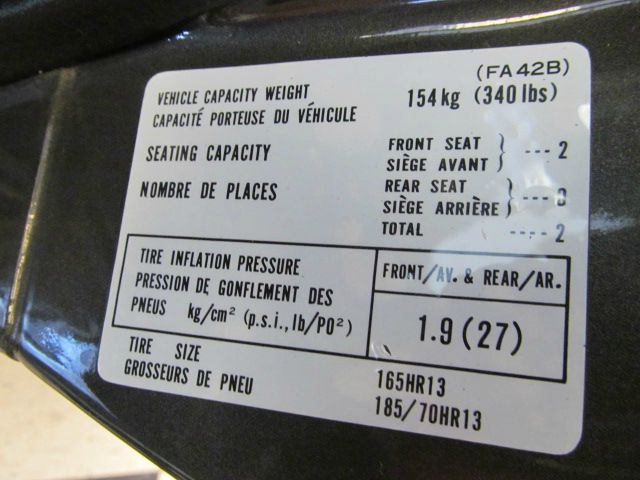 (FA42B)
VEHICLE CAPACITY WEIGHT 154kg (340lbs)
CAPACITÉ PORTEUSE DU VÉHICULE
SEATING CAPACITY FRONT SEAT } ---- 2
SIÈGE AVANT
NOMBRE DE PLACES REAR SEAT } ----
SIÈGE ARRIÈRE
TOTAL ---- 2
TIRE INFLATION PRESSURE FRONT/AV. & REAR/AR.
PRESSION DE GONFLEMENT DES
PNEUS kg/cm² (p.s.i., lb/PO²) 1.9 (27)
TIRE SIZE 165HR13
GROSSEURS DE PNEU 185/70HR13